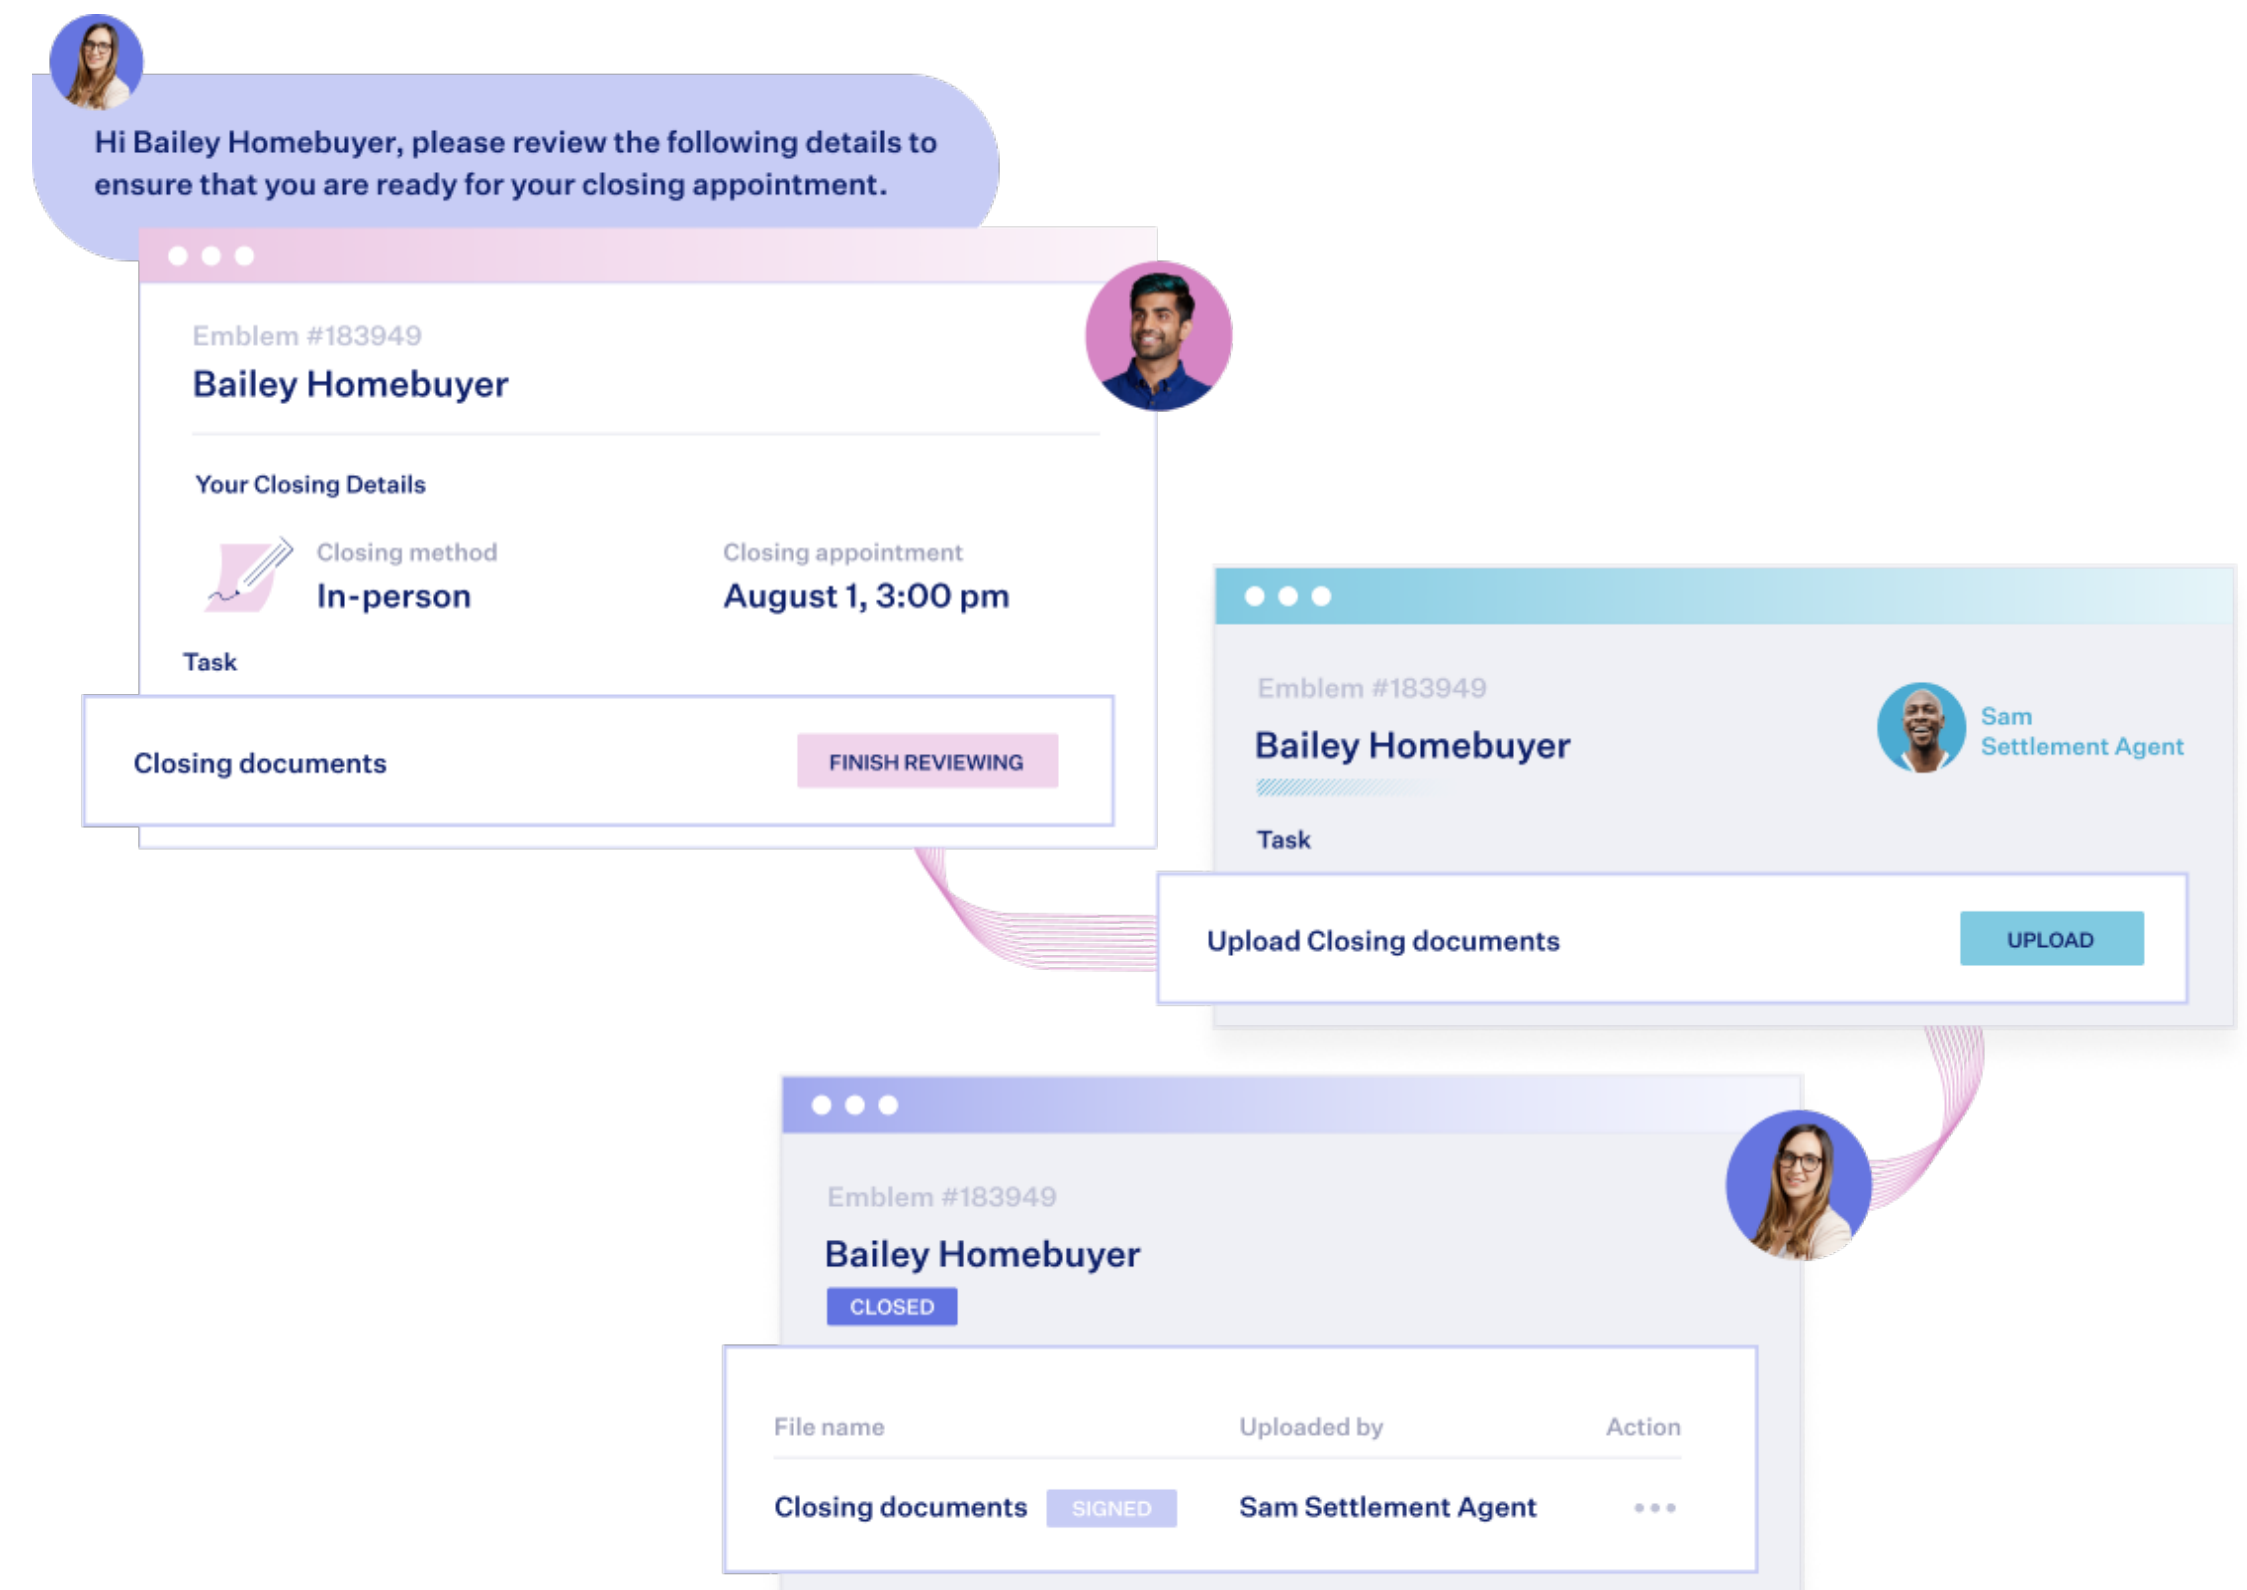 Hi Bailey Homebuyer, please review the following details to
ensure that you are ready for your closing appointment.
Emblem #183949
Bailey Homebuyer
Your Closing Details
Closing method
In-person
Closing appointment
August 1, 3:00 pm
Task
Closing documents
FINISH REVIEWING
Emblem #183949
Bailey Homebuyer
Sam
Settlement Agent
Task
Upload Closing documents
UPLOAD
Emblem #183949
Bailey Homebuyer
CLOSED
File name
Uploaded by
Action
Closing documents
SIGNED
Sam Settlement Agent